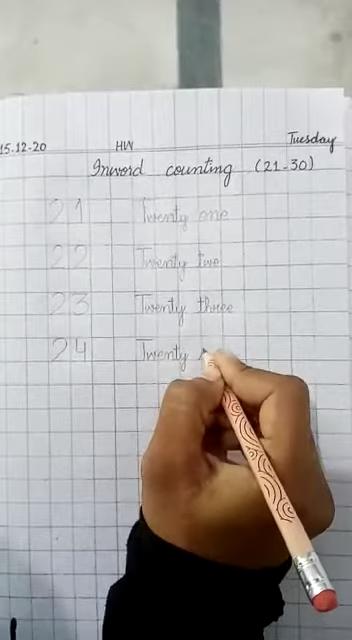 15.12-20 HW Tuesday
Inword counting (21-30)
21 Twenty one
22 Twenty two
23 Twenty three
24 Twenty